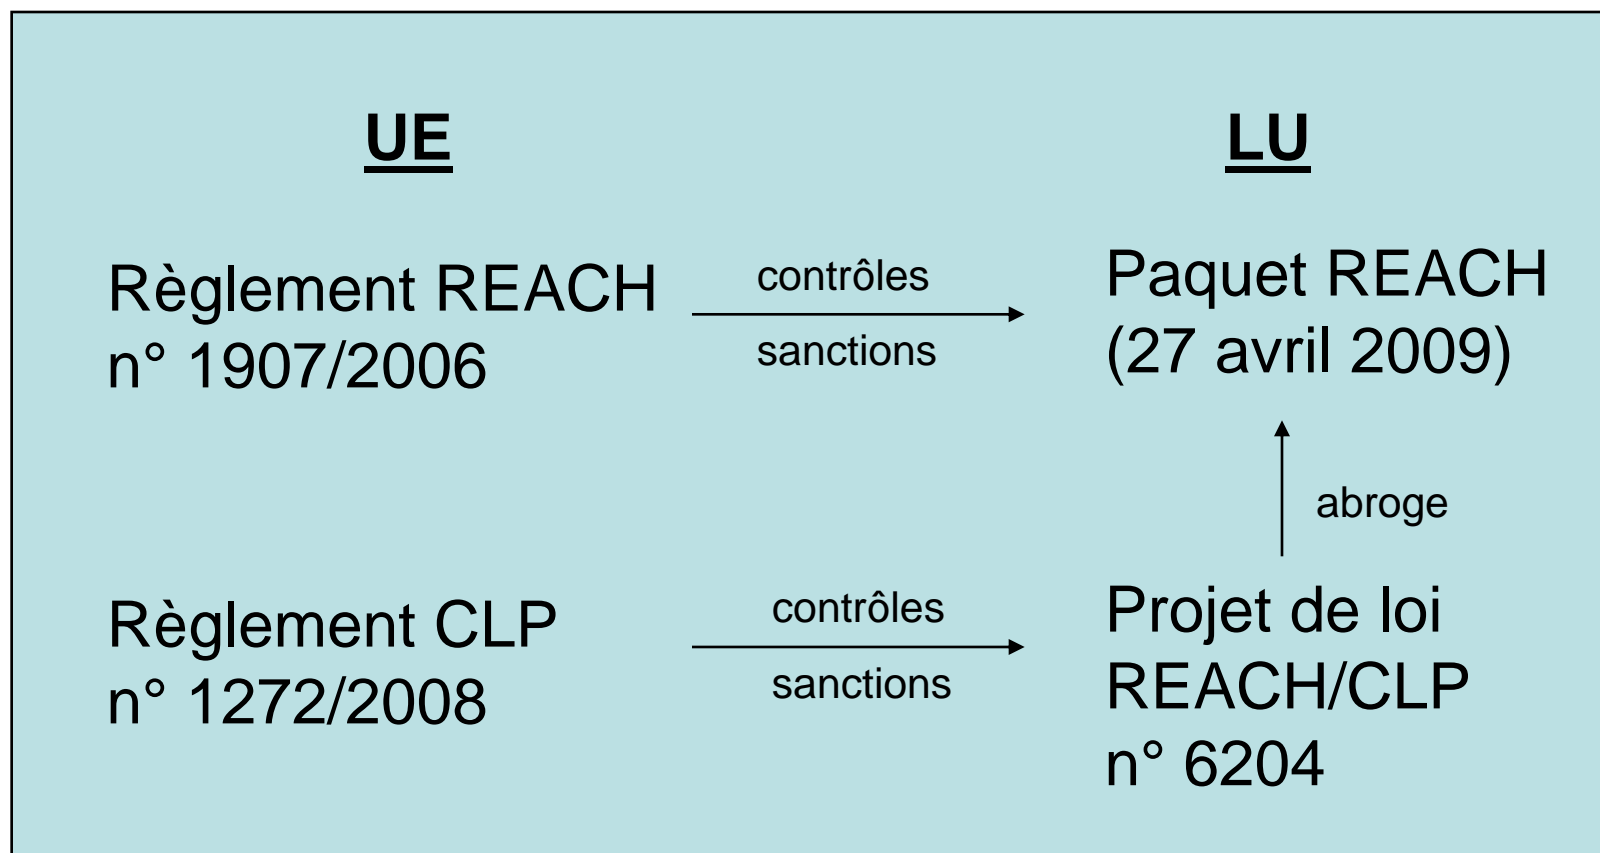 UE
LU
Règlement REACH
n° 1907/2006
contrôles
sanctions
Paquet REACH
(27 avril 2009)
abroge
Règlement CLP
n° 1272/2008
contrôles
sanctions
Projet de loi
REACH/CLP
n° 6204